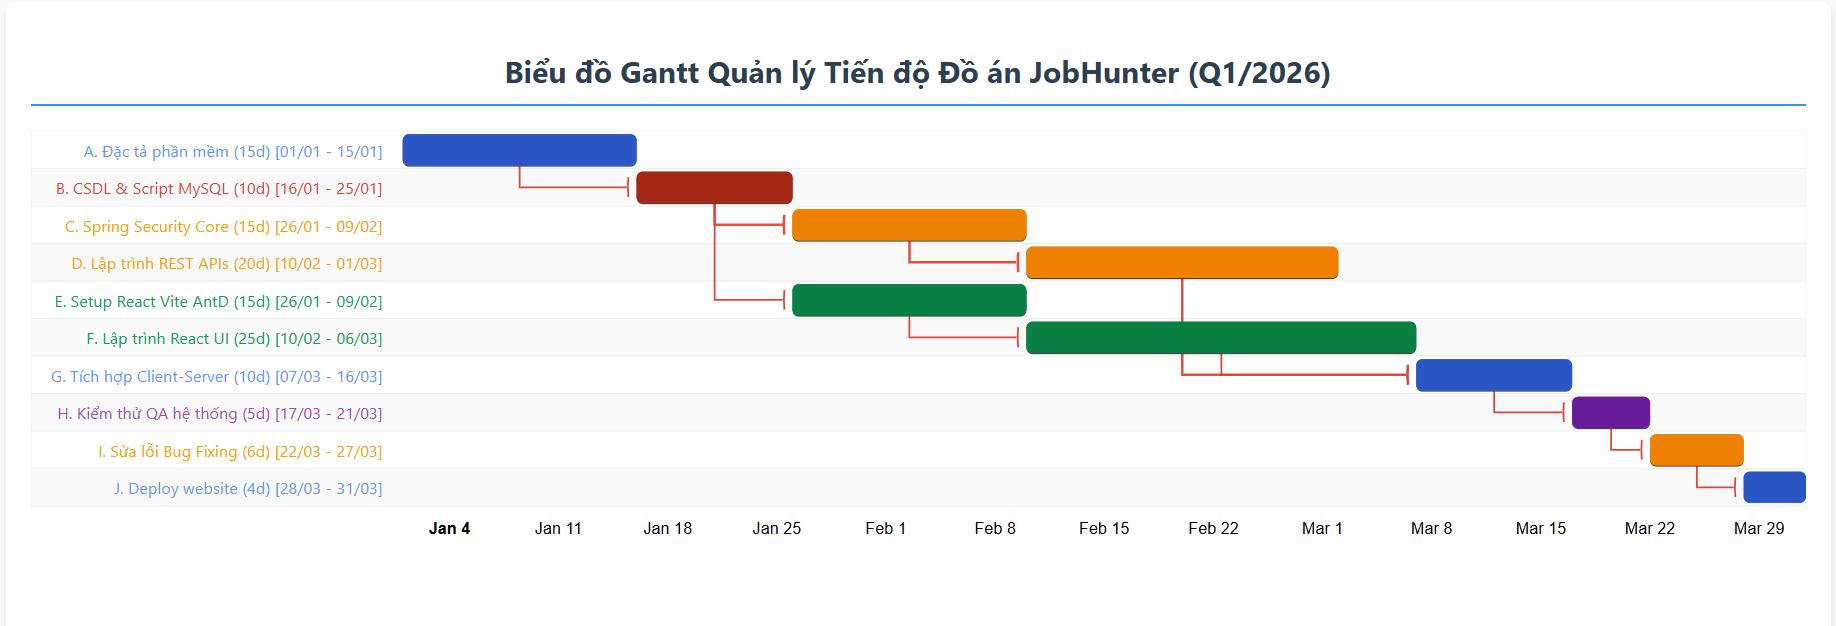 Biểu đồ Gantt Quản lý Tiến độ Đồ án JobHunter (Q1/2026)
A. Đặc tả phần mềm (15d) [01/01 - 15/01]
B. CSDL & Script MySQL (10d) [16/01 - 25/01]
C. Spring Security Core (15d) [26/01 - 09/02]
D. Lập trình REST APIs (20d) [10/02 - 01/03]
E. Setup React Vite AntD (15d) [26/01 - 09/02]
F. Lập trình React UI (25d) [10/02 - 06/03]
G. Tích hợp Client-Server (10d) [07/03 - 16/03]
H. Kiểm thử QA hệ thống (5d) [17/03 - 21/03]
I. Sửa lỗi Bug Fixing (6d) [22/03 - 27/03]
J. Deploy website (4d) [28/03 - 31/03]
Jan 4 Jan 11 Jan 18 Jan 25 Feb 1 Feb 8 Feb 15 Feb 22 Mar 1 Mar 8 Mar 15 Mar 22 Mar 29